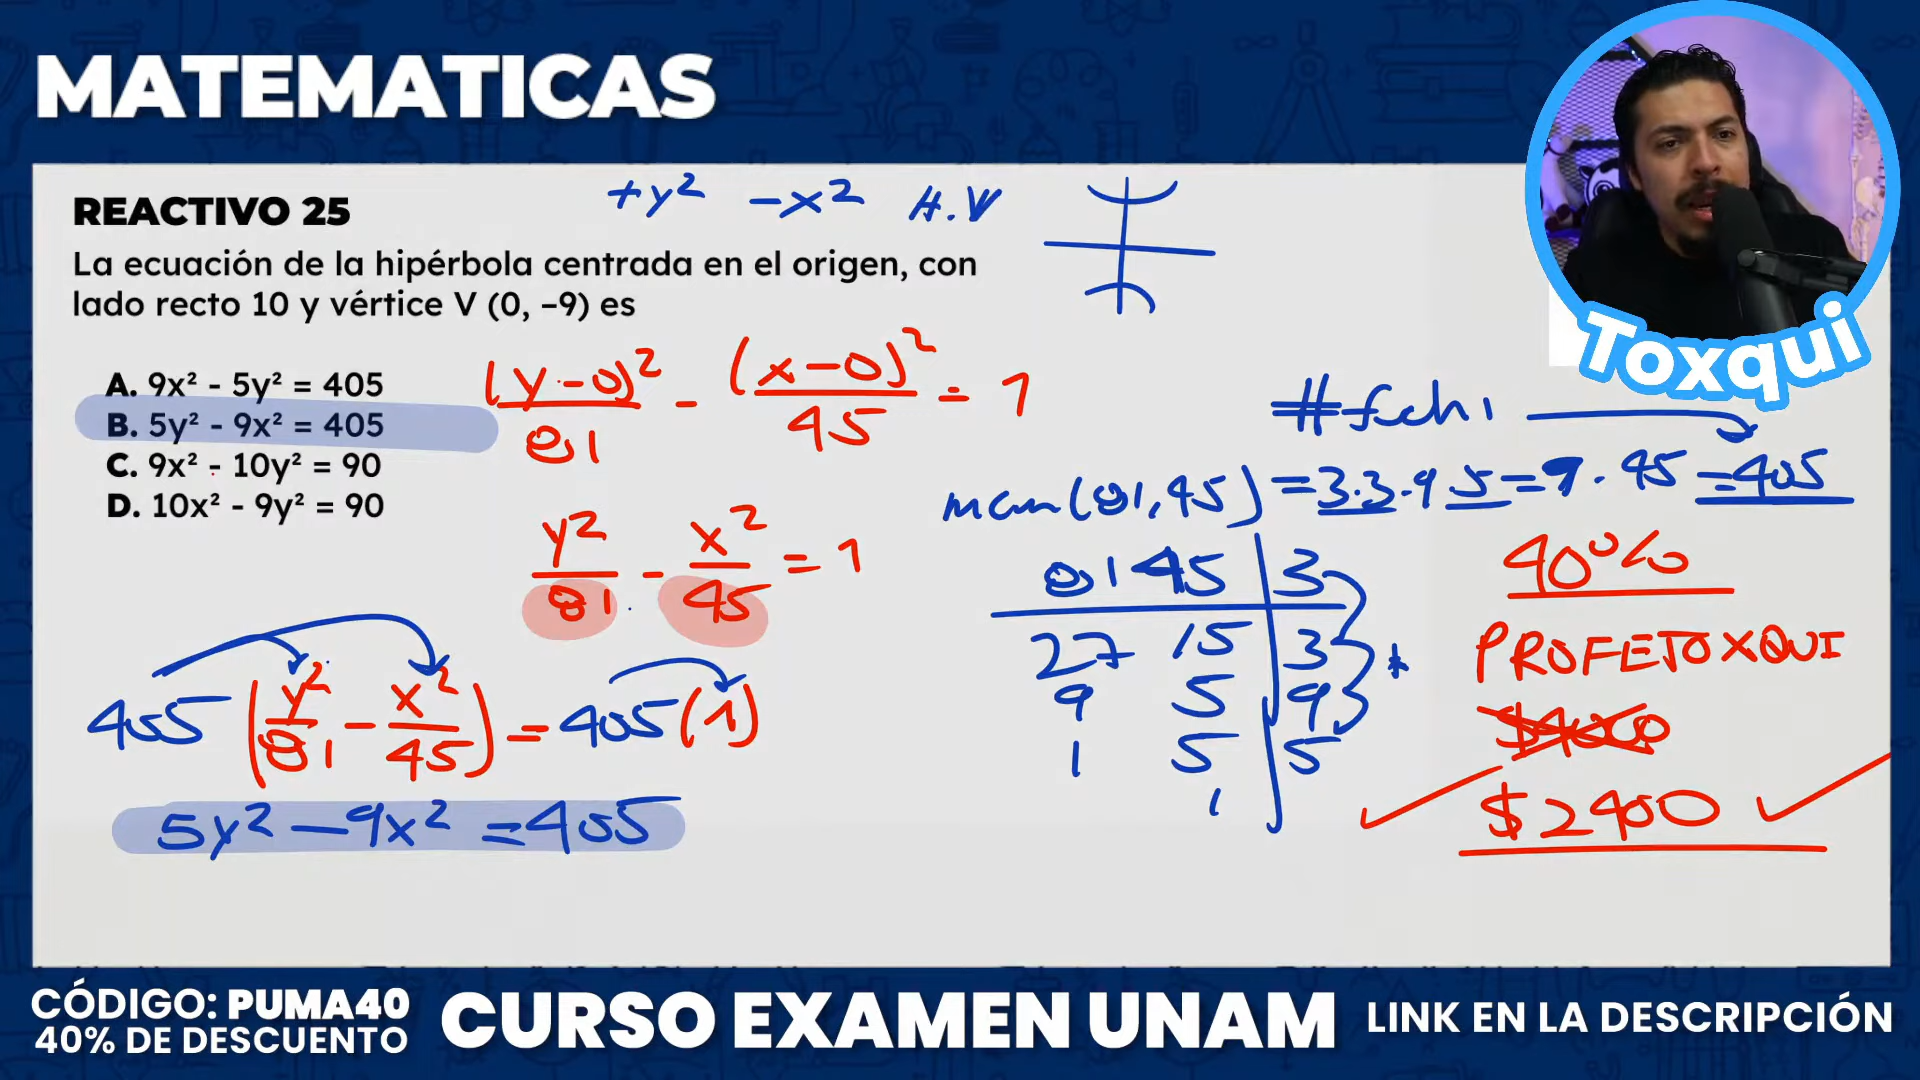 MATEMATICAS
REACTIVO 25
+y² -x² H.V
La ecuación de la hipérbola centrada en el origen, con
lado recto 10 y vértice V (0, –9) es
A. 9x² - 5y² = 405
B. 5y² - 9x² = 405
C. 9x² - 10y² = 90
D. 10x² - 9y² = 90
(y-0)²/81 - (x-0)²/45 = 1
y²/81 - x²/45 = 1
405 (y²/81 - x²/45) = 405 (1)
5y² - 9x² = 405
mcm(81,45) = 3·3·9·5 = 9·45 = 405
81 45 | 3
27 15 | 3
9 5 | 9
1 5 | 5
1
*
40%
PROFETOXQUI
$4000
$2400
Toxqui
CÓDIGO: PUMA40
40% DE DESCUENTO
CURSO EXAMEN UNAM
LINK EN LA DESCRIPCIÓN